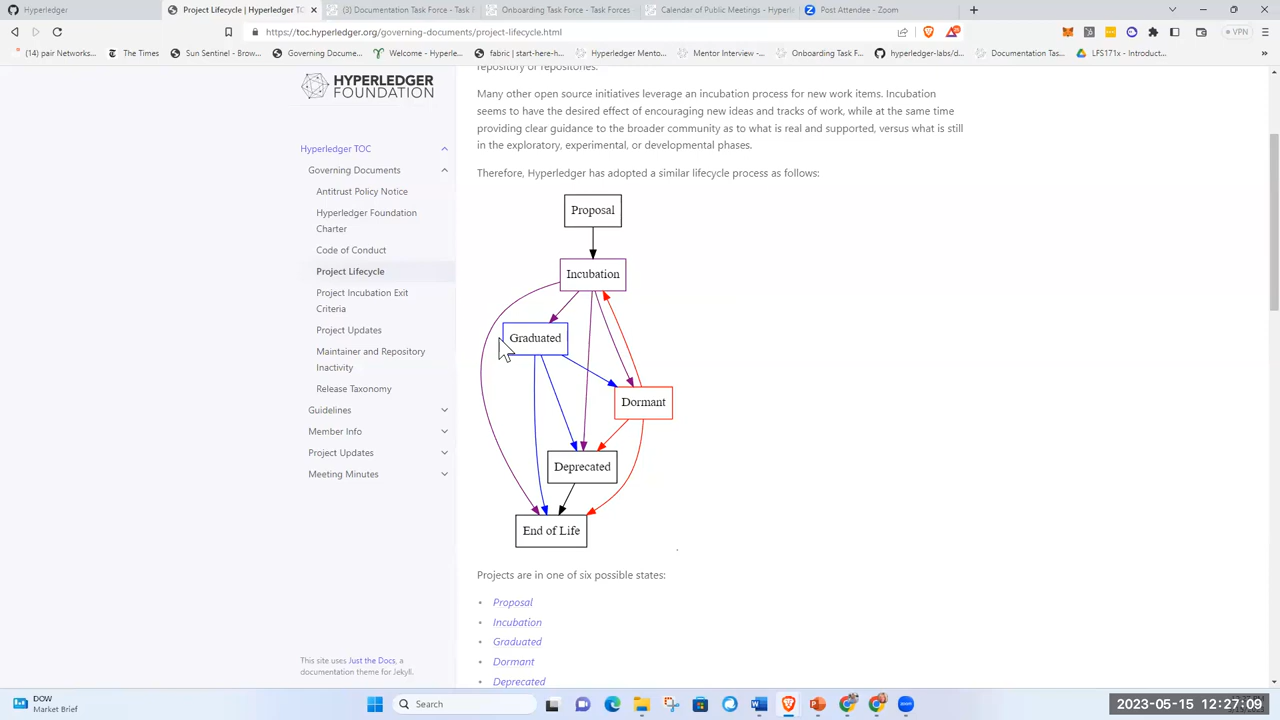 Hyperledger
Project Lifecycle | Hyperledger TC
(3) Documentation Task Force - Task
Onboarding Task Force - Task Forces
Calendar of Public Meetings - Hyperle
Post Attendee - Zoom
https://toc.hyperledger.org/governing-documents/project-lifecycle.html
VPN
(14) pair Networks...
The Times
Sun Sentinel - Brow...
Governing Docume...
Welcome - Hyperle...
fabric | start-here-h...
Hyperledger Mento...
Mentor Interview -...
Onboarding Task F...
hyperledger-labs/d...
Documentation Tas...
LFS171x - Introduct...
HYPERLEDGER
FOUNDATION
Hyperledger TOC
Governing Documents
Antitrust Policy Notice
Hyperledger Foundation
Charter
Code of Conduct
Project Lifecycle
Project Incubation Exit
Criteria
Project Updates
Maintainer and Repository
Inactivity
Release Taxonomy
Guidelines
Member Info
Project Updates
Meeting Minutes
This site uses Just the Docs, a
documentation theme for Jekyll.
repository or repositories.
Many other open source initiatives leverage an incubation process for new work items. Incubation
seems to have the desired effect of encouraging new ideas and tracks of work, while at the same time
providing clear guidance to the broader community as to what is real and supported, versus what is still
in the exploratory, experimental, or developmental phases.
Therefore, Hyperledger has adopted a similar lifecycle process as follows:
Proposal
Incubation
Graduated
Dormant
Deprecated
End of Life
Projects are in one of six possible states:
• Proposal
• Incubation
• Graduated
• Dormant
• Deprecated
DOW
Market Brief
Search
2023-05-15 12:27:09